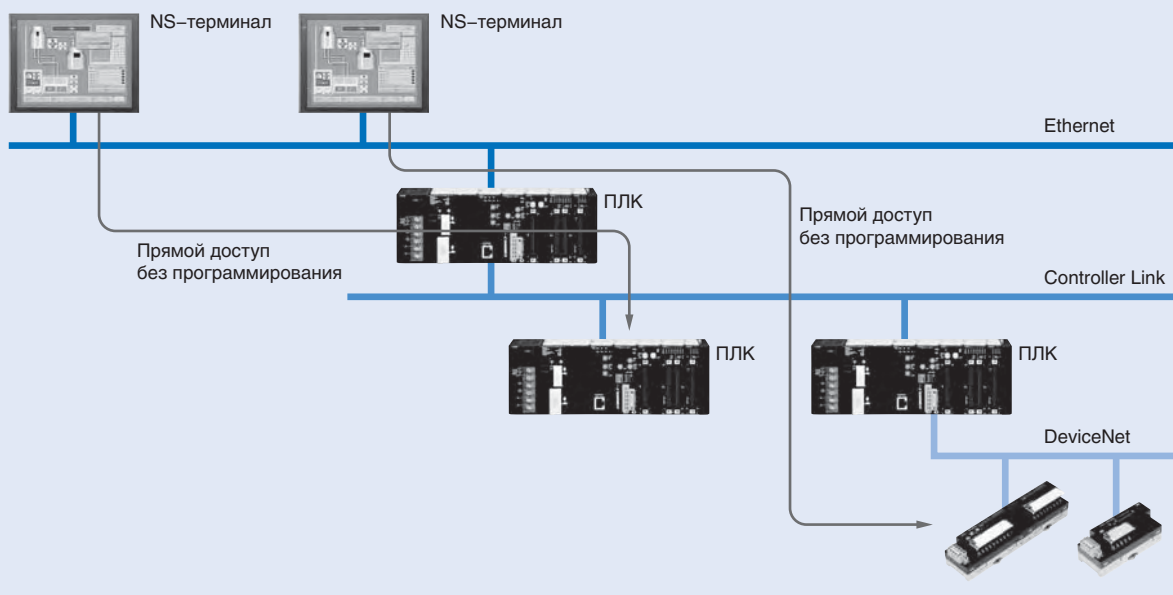 NS–терминал
NS–терминал
Ethernet
ПЛК
Прямой доступ
без программирования
Прямой доступ
без программирования
Controller Link
ПЛК
ПЛК
DeviceNet